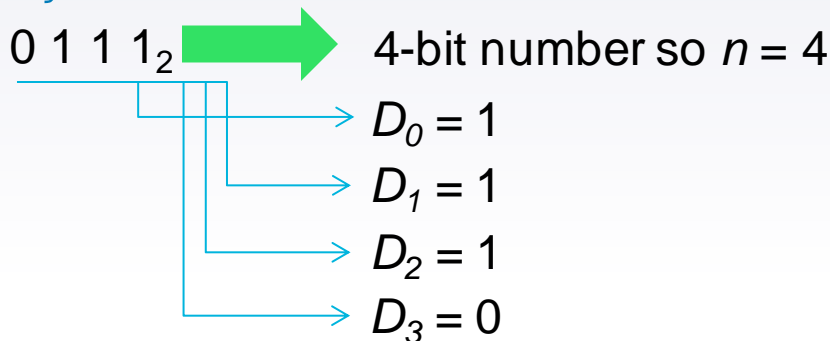 0 1 1 1₂ 4-bit number so n = 4
D₀ = 1
D₁ = 1
D₂ = 1
D₃ = 0